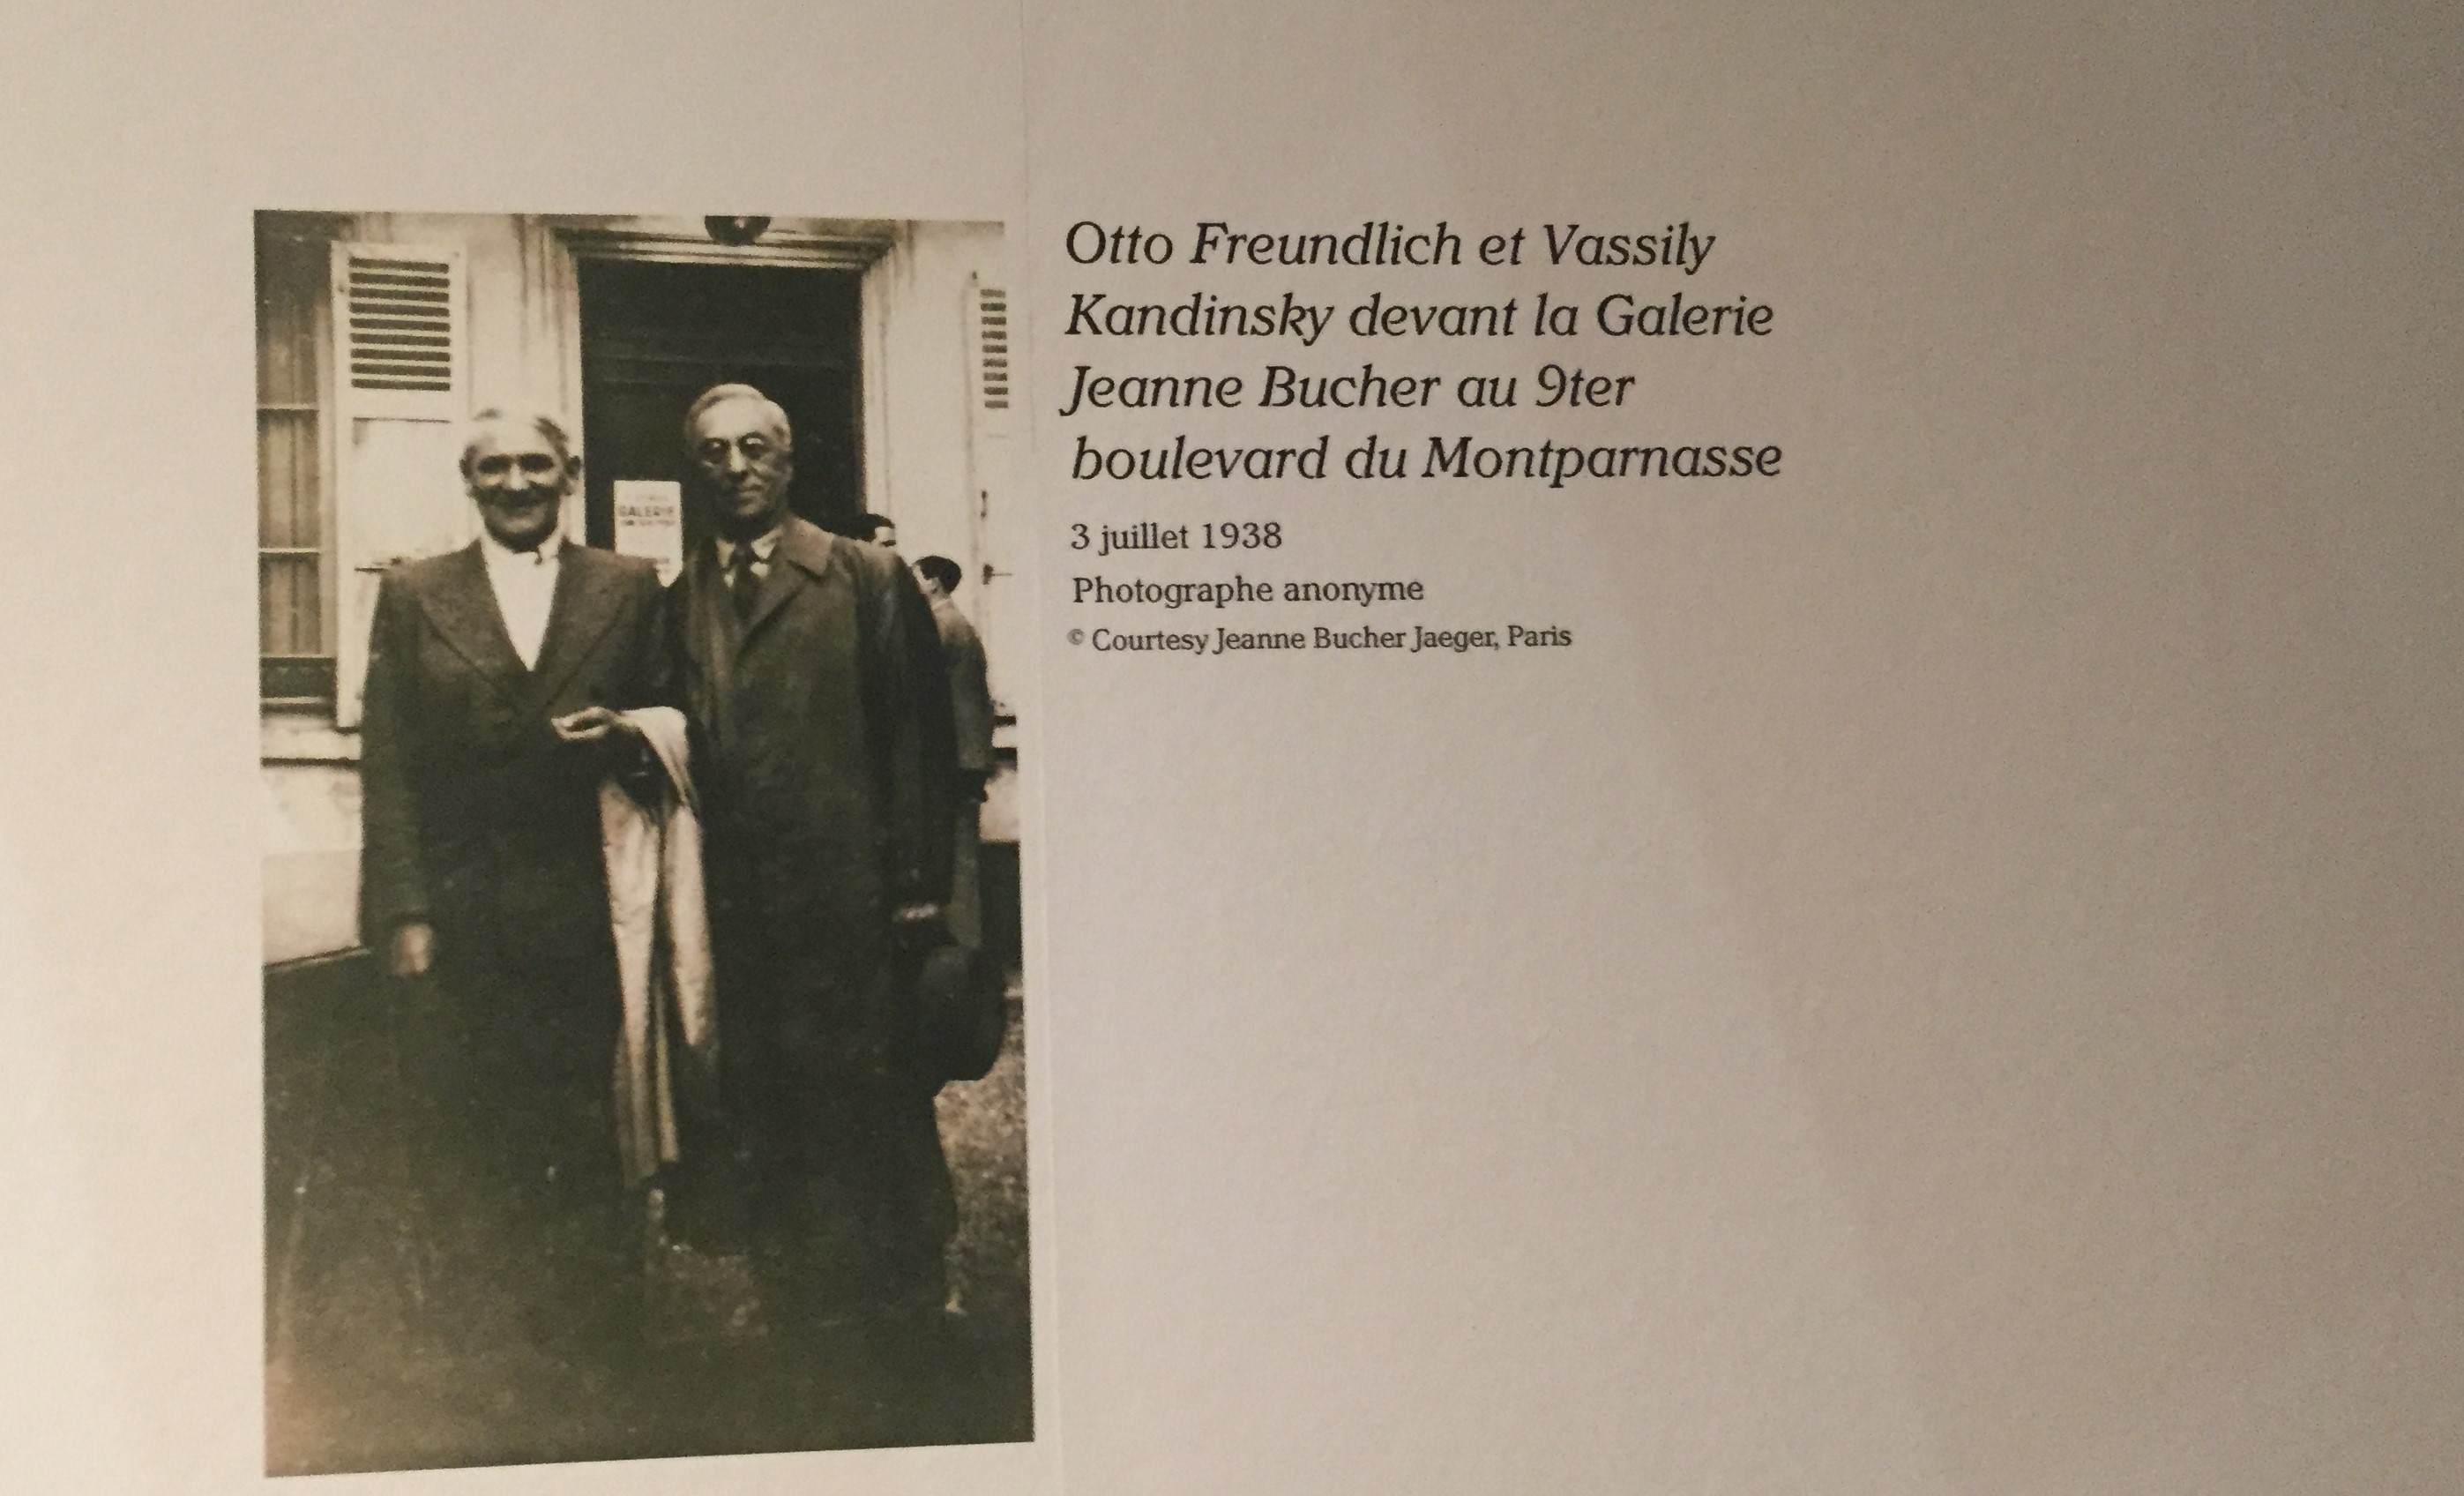 GALERIE
Otto Freundlich et Vassily
Kandinsky devant la Galerie
Jeanne Bucher au 9ter
boulevard du Montparnasse
3 juillet 1938
Photographe anonyme
© Courtesy Jeanne Bucher Jaeger, Paris